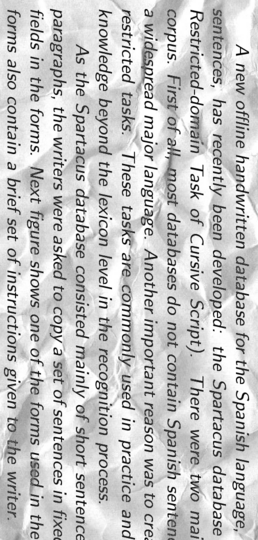 A new offline handwritten database for the Spanish language
sentences, has recently been developed: the Spartacus database
Restricted-domain Task of Cursive Script). There were two mai
corpus. First of all, most databases do not contain Spanish senten
a widespread major language. Another important reason was to crea
restricted tasks. These tasks are commonly used in practice and
knowledge beyond the lexicon level in the recognition process.
As the Spartacus database consisted mainly of short sentence
paragraphs, the writers were asked to copy a set of sentences in fixed
fields in the forms. Next figure shows one of the forms used in the
forms also contain a brief set of instructions given to the writer.